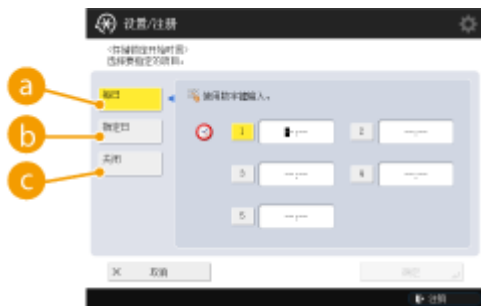 设置/注册
<存储锁定开始时间>
选择要指定的项目。
a
每日
使用数字键输入。
b
指定日
1
--:--
2
--:--
c
关闭
3
--:--
4
--:--
5
--:--
取消
确定
注销